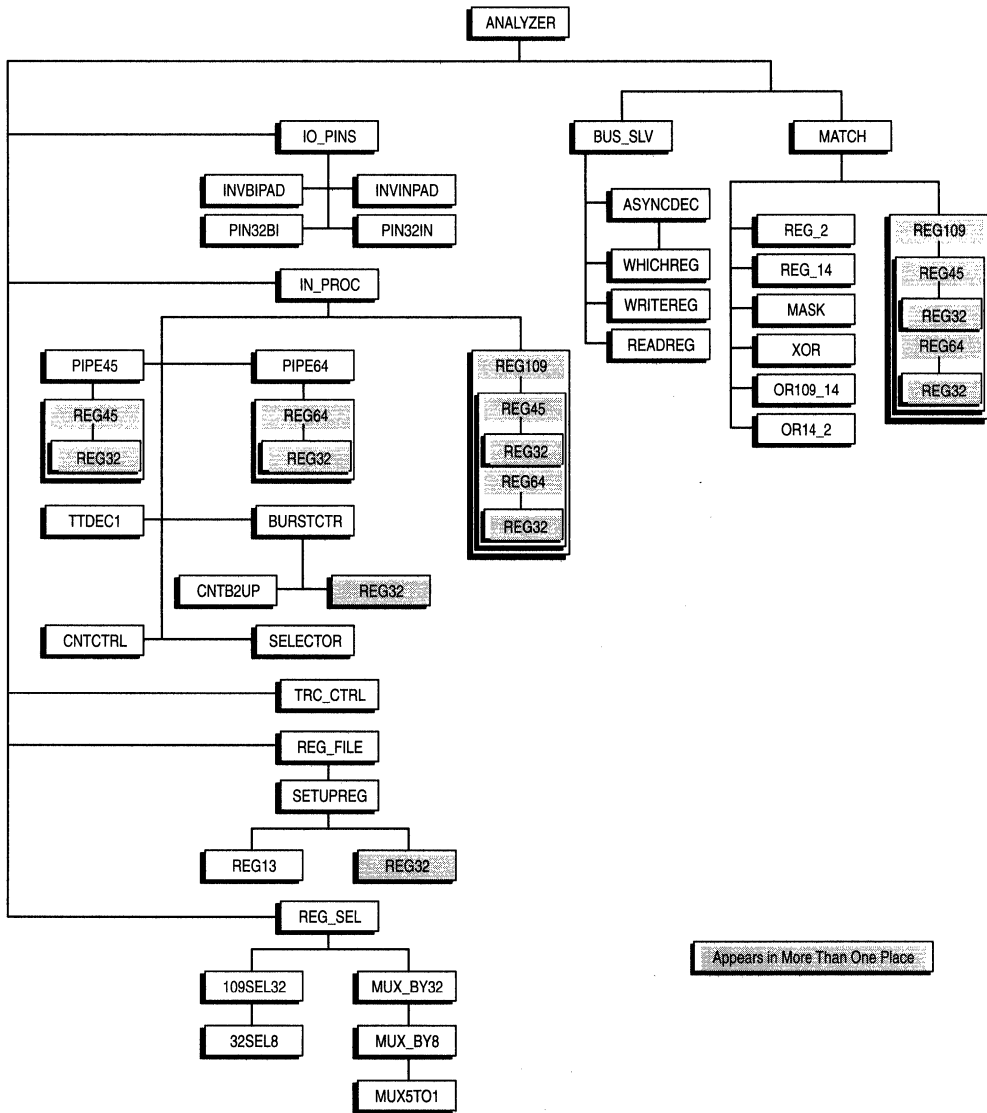 ANALYZER
IO_PINS
INVBIPAD
INVINPAD
PIN32BI
PIN32IN
IN_PROC
PIPE45
PIPE64
REG45
REG32
REG64
REG32
REG109
REG45
REG32
REG64
REG32
TTDEC1
BURSTCTR
CNTB2UP
REG32
CNTCTRL
SELECTOR
TRC_CTRL
REG_FILE
SETUPREG
REG13
REG32
REG_SEL
109SEL32
MUX_BY32
32SEL8
MUX_BY8
MUX5TO1
BUS_SLV
ASYNCDEC
WHICHREG
WRITEREG
READREG
MATCH
REG_2
REG_14
MASK
XOR
OR109_14
OR14_2
REG109
REG45
REG32
REG64
REG32
Appears in More Than One Place